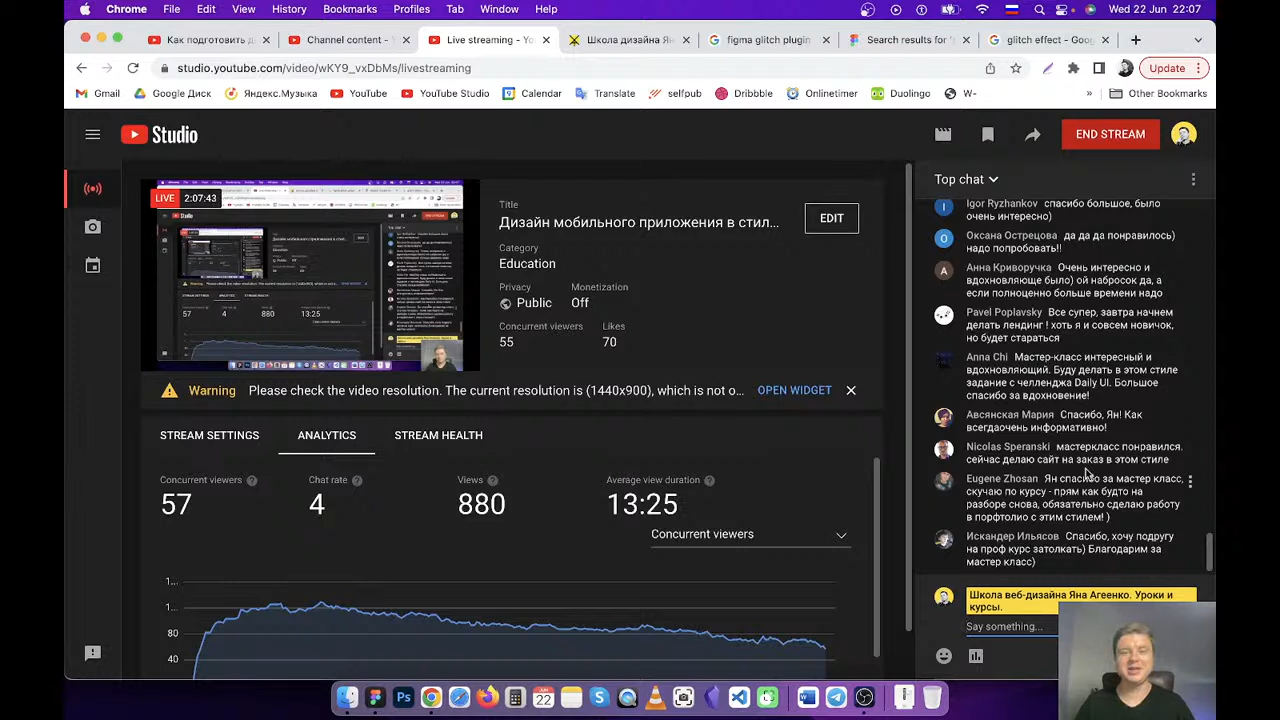 Chrome File Edit View History Bookmarks Profiles Tab Window Help Wed 22 Jun 22:07
Как подготовить д Channel content - Y Live streaming - Yo Школа дизайна Ян figma glitch plugin Search results for ' glitch effect - Goog
studio.youtube.com/video/wKY9_vxDbMs/livestreaming Update
Gmail Google Диск Яндекс.Музыка YouTube YouTube Studio Calendar Translate selfpub Dribbble Onlinetimer Duolingo W- » Other Bookmarks
Studio END STREAM
LIVE 2:07:43
Title
Дизайн мобильного приложения в стил... EDIT
Category
Education
Privacy Monetization
Public Off
Concurrent viewers Likes
55 70
Warning Please check the video resolution. The current resolution is (1440x900), which is not o... OPEN WIDGET
STREAM SETTINGS ANALYTICS STREAM HEALTH
Concurrent viewers Chat rate Views Average view duration
57 4 880 13:25
Concurrent viewers
1...
1...
80
40
Top chat
Igor Ryzhankov спасибо большое, было
очень интересно)
Оксана Острецова да да да понравилось)
надо попробовать!!
Анна Криворучка Очень интересно и
вдохновляюще было) ой набросок да, а
если полноценно больше времени надо
Pavel Poplavsky Все супер завтра начнем
делать лендинг ! хоть я и совсем новичок,
но будет стараться
Anna Chi Мастер-класс интересный и
вдохновляющий. Буду делать в этом стиле
задание с челленджа Daily UI. Большое
спасибо за вдохновение!
Авсянская Мария Спасибо, Ян! Как
всегдаочень информативно!
Nicolas Speranski мастеркласс понравился.
сейчас делаю сайт на заказ в этом стиле
Eugene Zhosan Ян спасибо за мастер класс,
скучаю по курсу - прям как будто на
разборе снова, обязательно сделаю работу
в порфтолио с этим стилем! )
Искандер Ильясов Спасибо, хочу подругу
на проф курс затолкать) Благодарим за
мастер класс)
Школа веб-дизайна Яна Агеенко. Уроки и
курсы.
Say something...
JUN
22